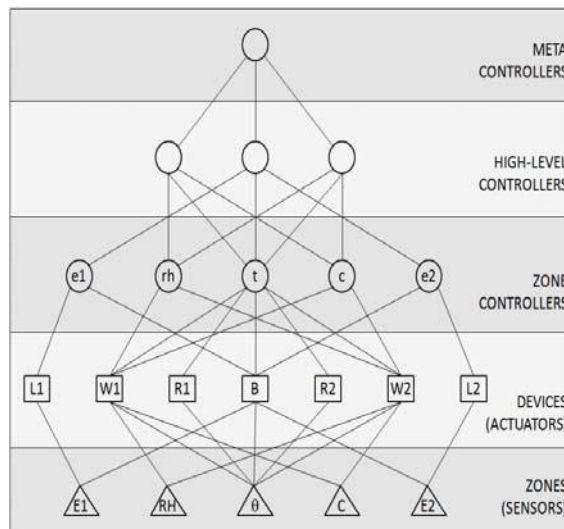 META
CONTROLLERS
HIGH-LEVEL
CONTROLLERS
e1 rh t c e2
ZONE
CONTROLLERS
L1 W1 R1 B R2 W2 L2
DEVICES
(ACTUATORS)
E1 RH θ C E2
ZONES
(SENSORS)